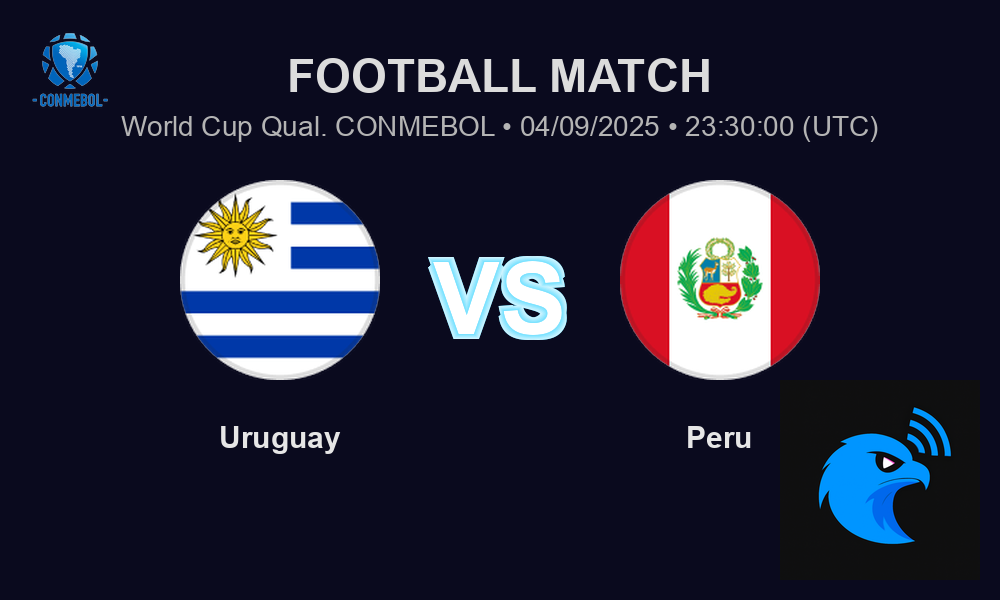 -CONMEBOL-
FOOTBALL MATCH
World Cup Qual. CONMEBOL • 04/09/2025 • 23:30:00 (UTC)
VS
Uruguay
Peru